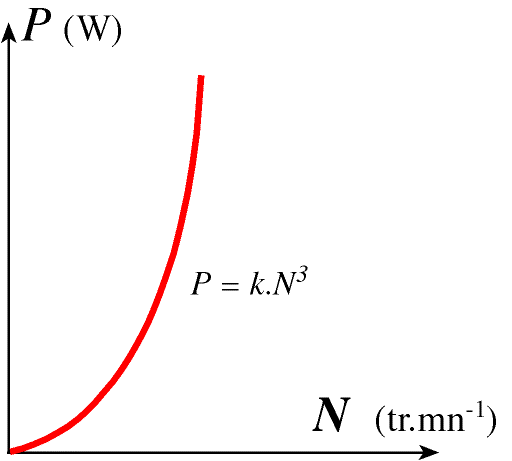 P (W)
P = k.N³
N (tr.mn⁻¹)